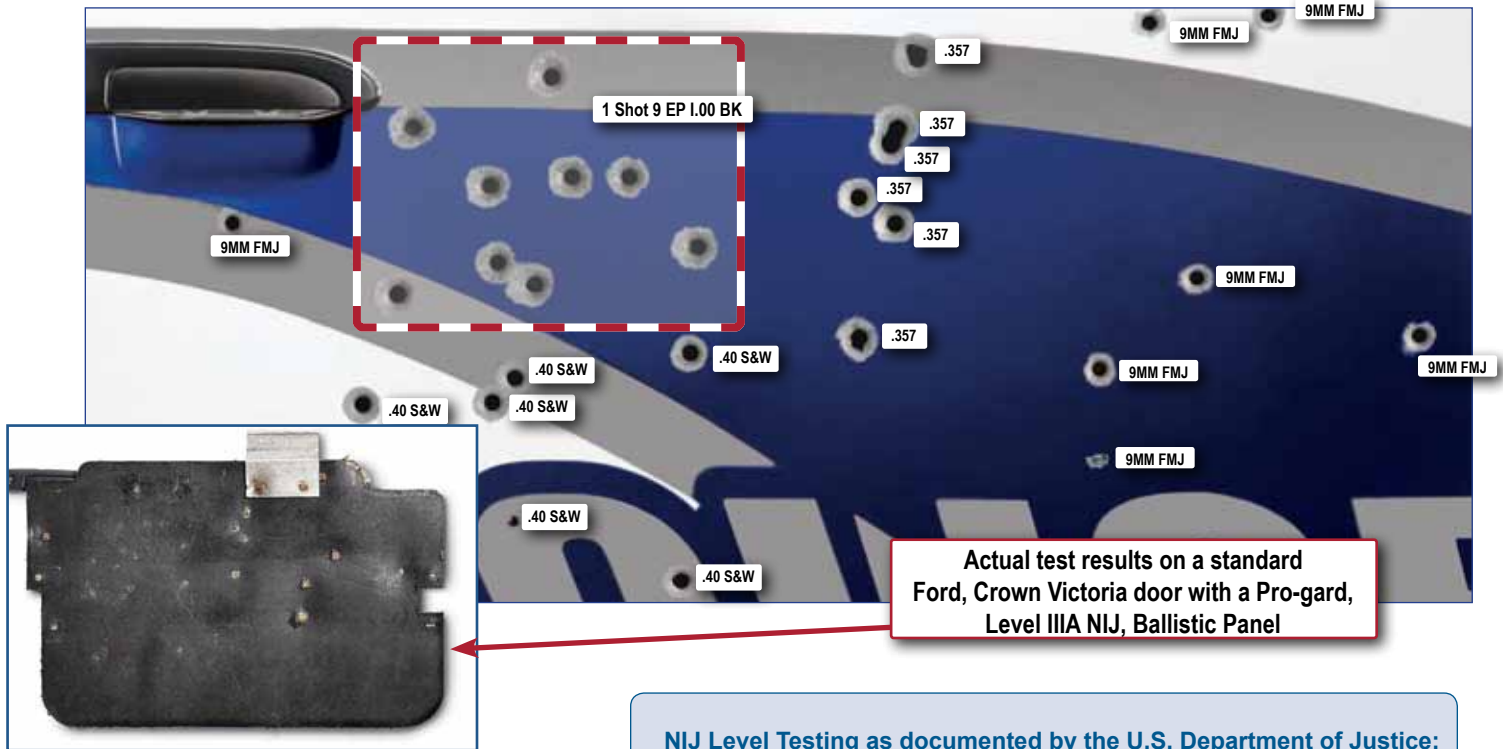 9MM FMJ
9MM FMJ
.357
1 Shot 9 EP I.00 BK
.357
.357
.357
9MM FMJ
.357
9MM FMJ
.357
.40 S&W
9MM FMJ
9MM FMJ
.40 S&W
.40 S&W
.40 S&W
9MM FMJ
.40 S&W
.40 S&W
Actual test results on a standard
Ford, Crown Victoria door with a Pro-gard,
Level IIIA NIJ, Ballistic Panel
NIJ Level Testing as documented by the U.S. Department of Justice: